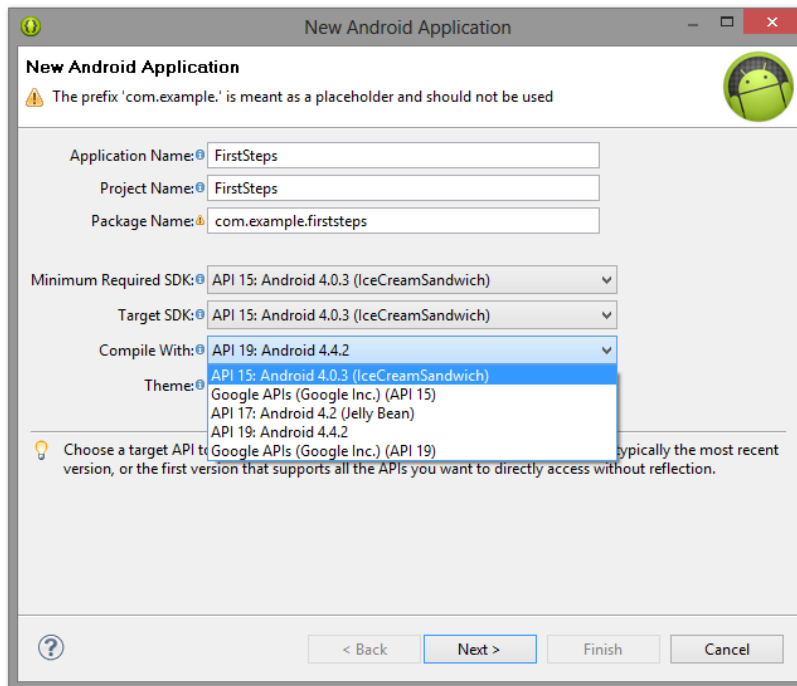 New Android Application
New Android Application
The prefix 'com.example.' is meant as a placeholder and should not be used
Application Name: FirstSteps
Project Name: FirstSteps
Package Name: com.example.firststeps
Minimum Required SDK: API 15: Android 4.0.3 (IceCreamSandwich)
Target SDK: API 15: Android 4.0.3 (IceCreamSandwich)
Compile With: API 19: Android 4.4.2
API 15: Android 4.0.3 (IceCreamSandwich)
Theme:
Google APIs (Google Inc.) (API 15)
API 17: Android 4.2 (Jelly Bean)
API 19: Android 4.4.2
Google APIs (Google Inc.) (API 19)
Choose a target API to typically the most recent
version, or the first version that supports all the APIs you want to directly access without reflection.
< Back Next > Finish Cancel